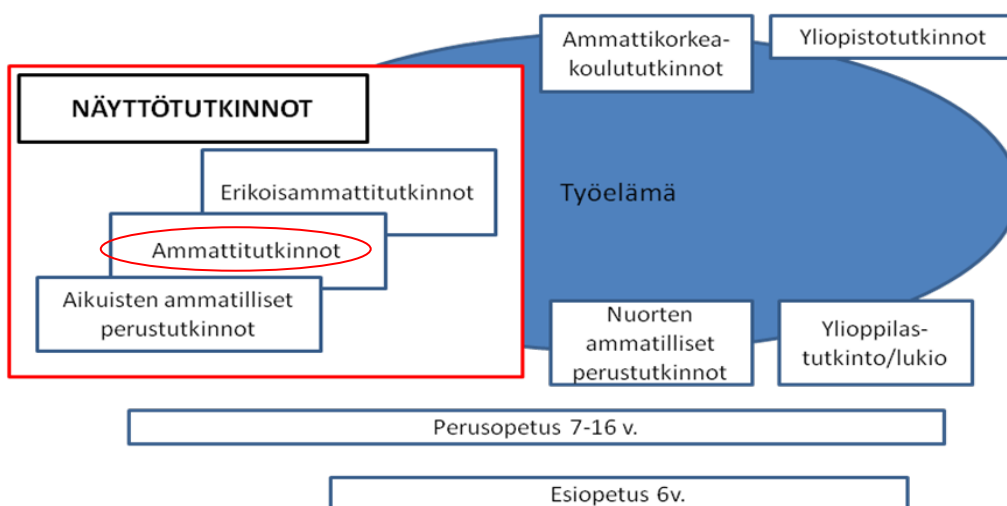 Ammattikorkea-
koulututkinnot
Yliopistotutkinnot
NÄYTTÖTUTKINNOT
Erikoisammattitutkinnot
Työelämä
Ammattitutkinnot
Aikuisten ammatilliset
perustutkinnot
Nuorten
ammatilliset
perustutkinnot
Ylioppilas-
tutkinto/lukio
Perusopetus 7-16 v.
Esiopetus 6v.